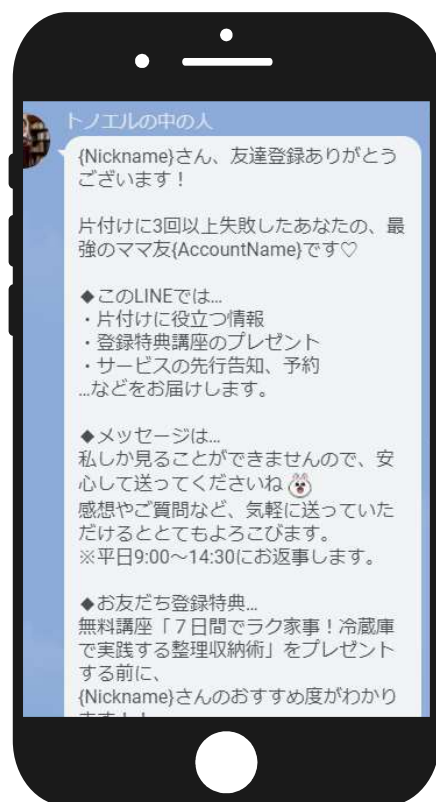 トノエルの中の人
{Nickname}さん、友達登録ありがとう
ございます！
片付けに3回以上失敗したあなたの、最
強のママ友{AccountName}です♡
◆このLINEでは...
・片付けに役立つ情報
・登録特典講座のプレゼント
・サービスの先行告知、予約
...などをお届けします。
◆メッセージは...
私しか見ることができませんので、安
心して送ってくださいね
感想やご質問など、気軽に送っていた
だけるととてもよろこびます。
※平日9:00〜14:30にお返事します。
◆お友だち登録特典...
無料講座「７日間でラク家事！冷蔵庫
で実践する整理収納術」をプレゼント
する前に、
{Nickname}さんのおすすめ度がわかり